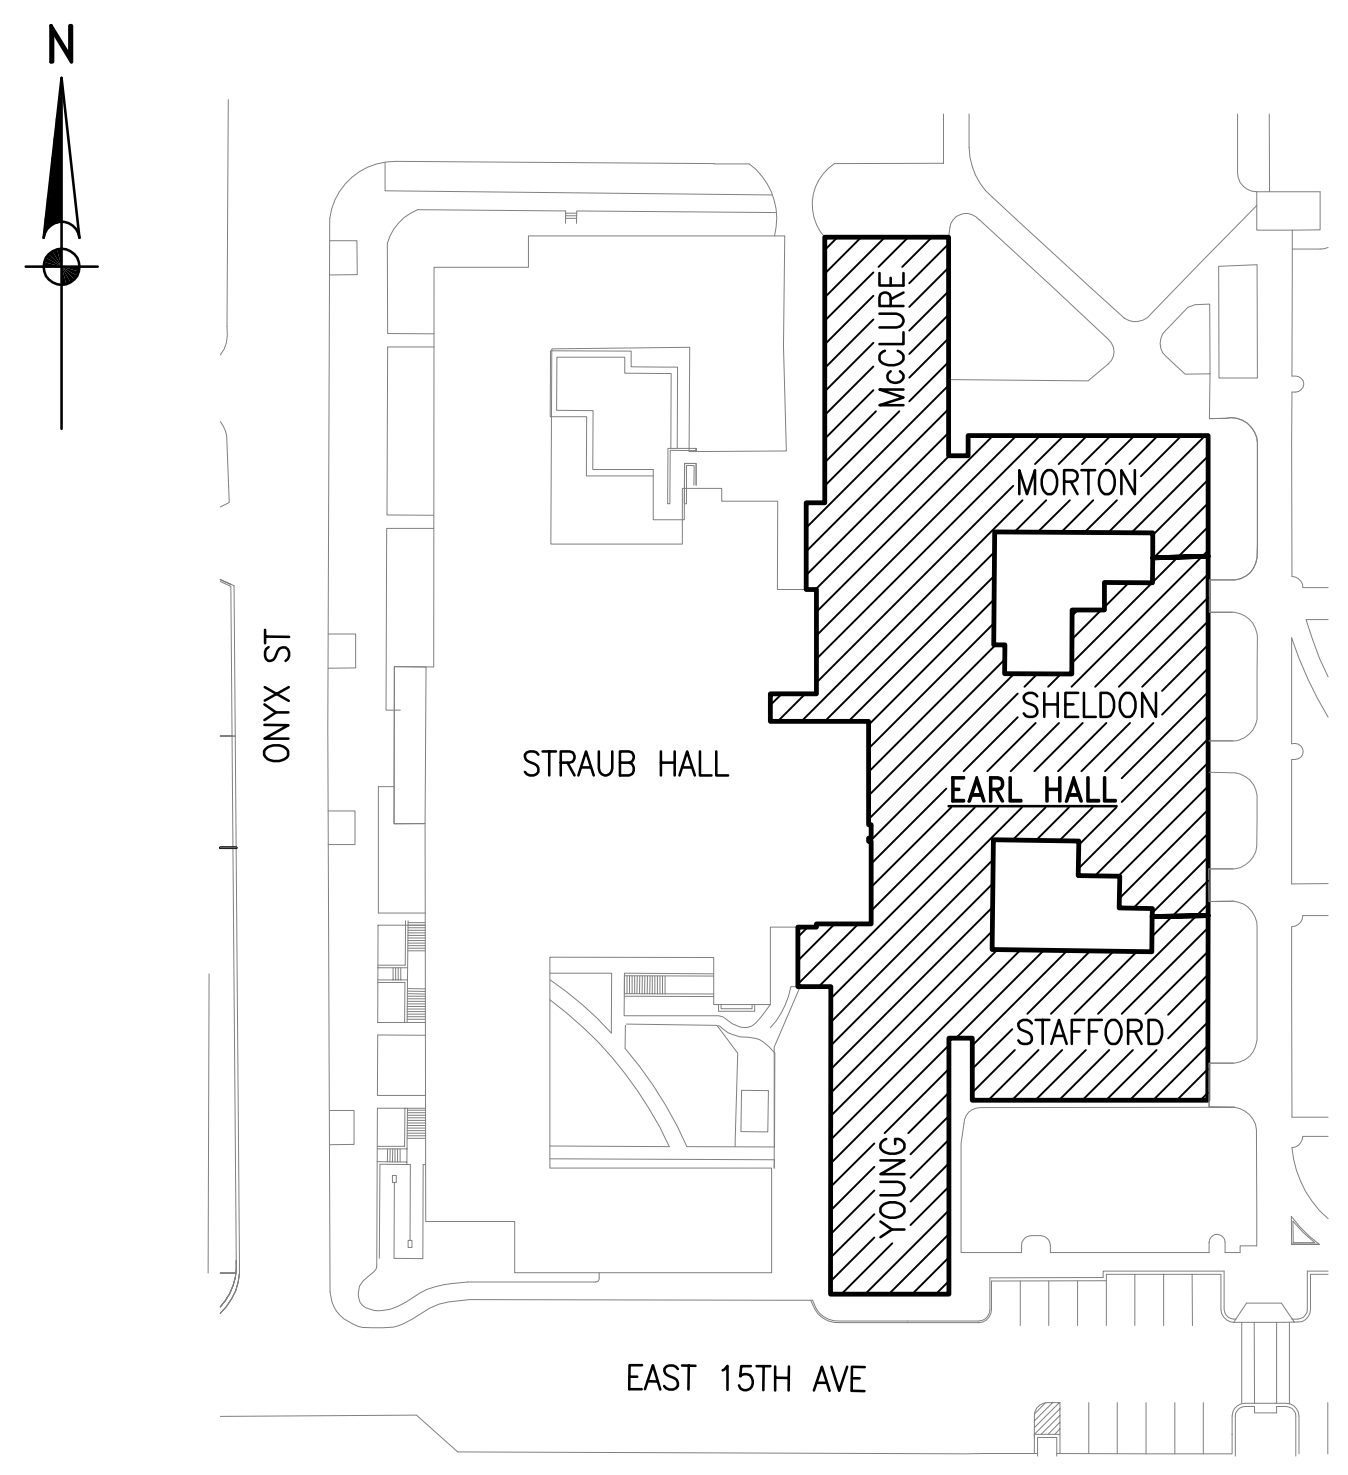 N
McCLURE
MORTON
ONYX ST
SHELDON
STRAUB HALL
EARL HALL
STAFFORD
YOUNG
EAST 15TH AVE